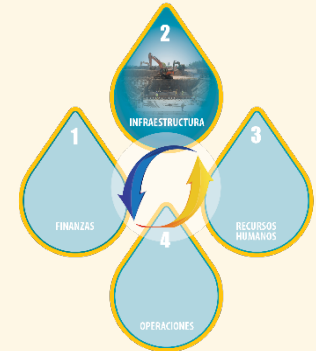 2
INFRAESTRUCTURA
1
FINANZAS
3
RECURSOS
HUMANOS
4
OPERACIONES